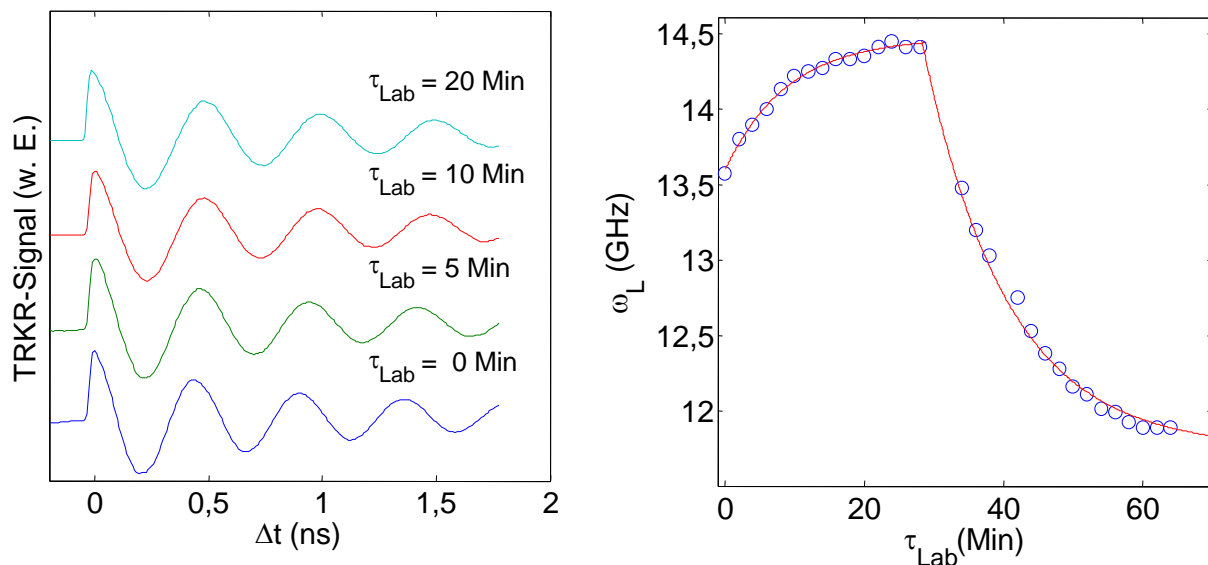 TRKR-Signal (w. E.)
τLab = 20 Min
τLab = 10 Min
τLab = 5 Min
τLab = 0 Min
0 0,5 1 1,5 2
Δt (ns)
ωL (GHz)
14,5
14
13,5
13
12,5
12
0 20 40 60
τLab(Min)